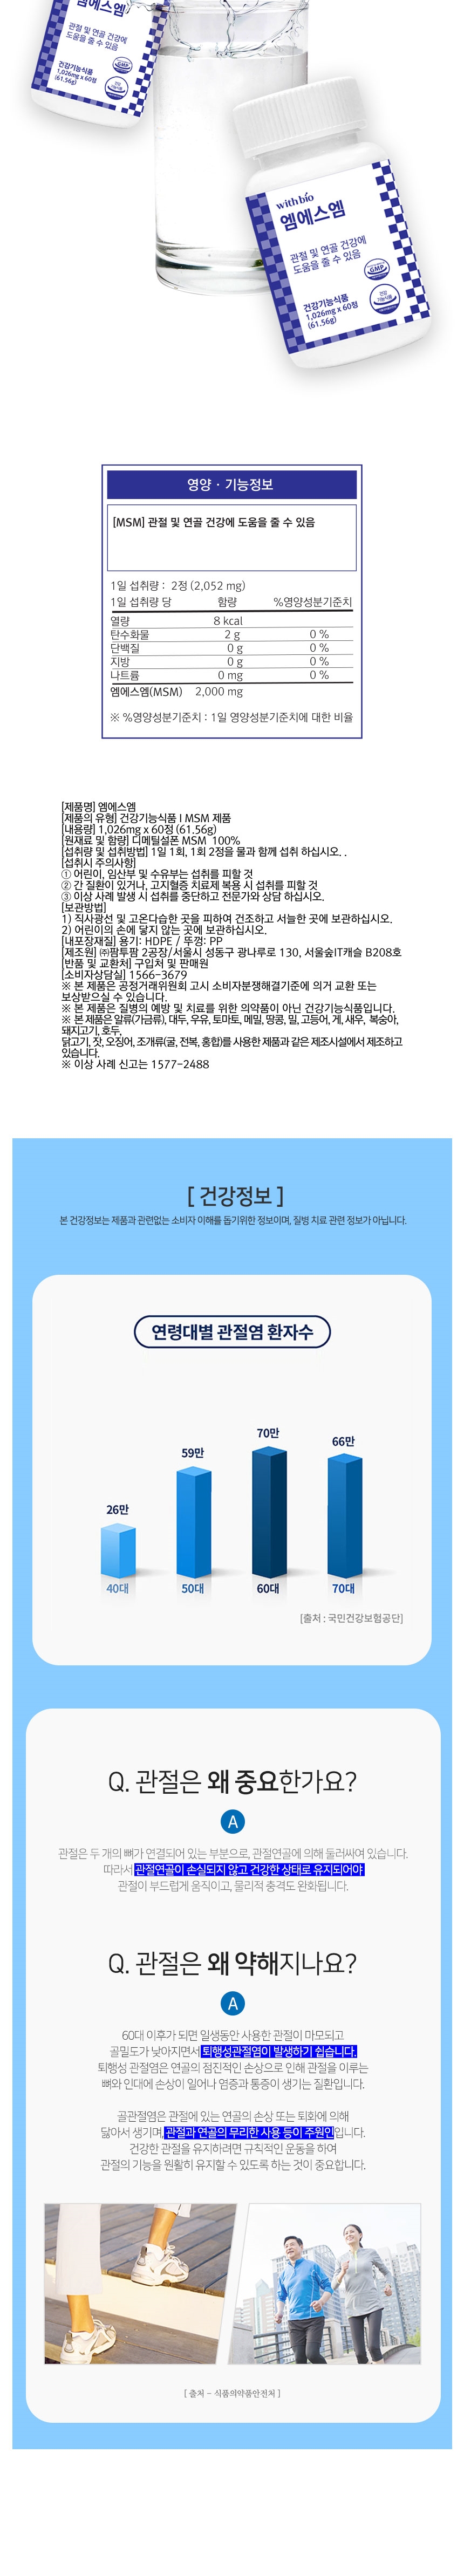 엠에스엠
관절 및 연골 건강에
도움을 줄 수 있음
건강기능식품
1,026mg x 60정
(61.56g)
GMP
withbio
엠에스엠
관절 및 연골 건강에
도움을 줄 수 있음
GMP
건강기능식품
1,026mg x 60정
(61.56g)
건강
기능식품
영양 · 기능정보
[MSM] 관절 및 연골 건강에 도움을 줄 수 있음
1일 섭취량 : 2정 (2,052 mg)
1일 섭취량 당 함량 %영양성분기준치
열량 8 kcal
탄수화물 2 g 0 %
단백질 0 g 0 %
지방 0 g 0 %
나트륨 0 mg 0 %
엠에스엠(MSM) 2,000 mg
※ %영양성분기준치 : 1일 영양성분기준치에 대한 비율
[제품명] 엠에스엠
[제품의 유형] 건강기능식품 I MSM 제품
[내용량] 1,026mg x 60정 (61.56g)
[원재료 및 함량] 디메틸설폰 MSM 100%
[섭취량 및 섭취방법] 1일 1회, 1회 2정을 물과 함께 섭취 하십시오. .
[섭취시 주의사항]
① 어린이, 임산부 및 수유부는 섭취를 피할 것
② 간 질환이 있거나, 고지혈증 치료제 복용 시 섭취를 피할 것
③ 이상 사례 발생 시 섭취를 중단하고 전문가와 상담 하십시오.
[보관방법]
1) 직사광선 및 고온다습한 곳을 피하여 건조하고 서늘한 곳에 보관하십시오.
2) 어린이의 손에 닿지 않는 곳에 보관하십시오.
[내포장재질] 용기: HDPE / 뚜껑: PP
[제조원] ㈜팜투팜 2공장/서울시 성동구 광나루로 130, 서울숲IT캐슬 B208호
[반품 및 교환처] 구입처 및 판매원
[소비자상담실] 1566-3679
※ 본 제품은 공정거래위원회 고시 소비자분쟁해결기준에 의거 교환 또는
보상받으실 수 있습니다.
※ 본 제품은 질병의 예방 및 치료를 위한 의약품이 아닌 건강기능식품입니다.
※ 본 제품은 알류(가금류), 대두, 우유, 토마토, 메밀, 땅콩, 밀, 고등어, 게, 새우, 복숭아,
돼지고기, 호두,
닭고기, 잣, 오징어, 조개류(굴, 전복, 홍합)를 사용한 제품과 같은 제조시설에서 제조하고
있습니다.
※ 이상 사례 신고는 1577-2488
[ 건강정보 ]
본 건강정보는 제품과 관련없는 소비자 이해를 돕기위한 정보이며, 질병 치료 관련 정보가 아닙니다.
연령대별 관절염 환자수
26만 59만 70만 66만
40대 50대 60대 70대
[출처 : 국민건강보험공단]
Q. 관절은 왜 중요한가요?
A
관절은 두 개의 뼈가 연결되어 있는 부분으로, 관절연골에 의해 둘러싸여 있습니다.
따라서 관절연골이 손실되지 않고 건강한 상태로 유지되어야
관절이 부드럽게 움직이고, 물리적 충격도 완화됩니다.
Q. 관절은 왜 약해지나요?
A
60대 이후가 되면 일생동안 사용한 관절이 마모되고
골밀도가 낮아지면서 퇴행성관절염이 발생하기 쉽습니다.
퇴행성 관절염은 연골의 점진적인 손상으로 인해 관절을 이루는
뼈와 인대에 손상이 일어나 염증과 통증이 생기는 질환입니다.
골관절염은 관절에 있는 연골의 손상 또는 퇴화에 의해
닳아서 생기며, 관절과 연골의 무리한 사용 등이 주원인입니다.
건강한 관절을 유지하려면 규칙적인 운동을 하여
관절의 기능을 원활히 유지할 수 있도록 하는 것이 중요합니다.
[ 출처 - 식품의약품안전처 ]